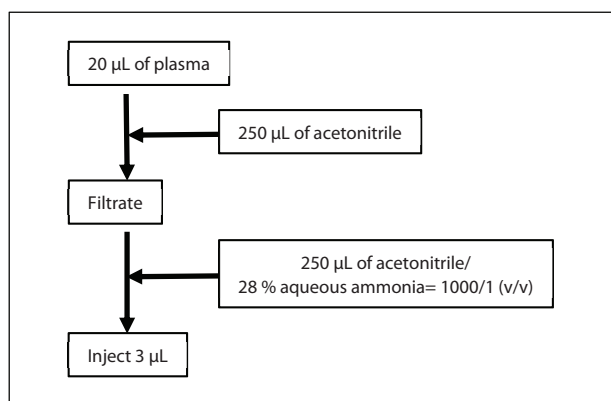 20 µL of plasma
250 µL of acetonitrile
Filtrate
250 µL of acetonitrile/
28 % aqueous ammonia= 1000/1 (v/v)
Inject 3 µL